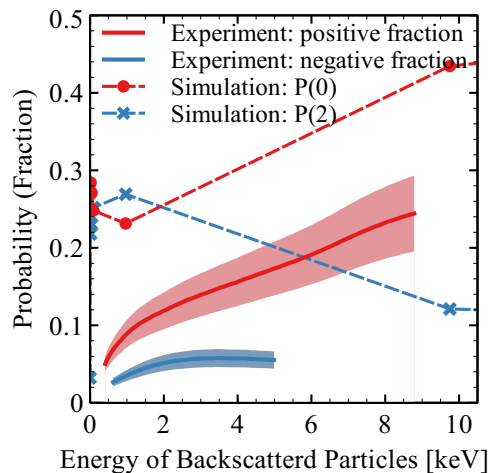 0.5
0.4
0.3
0.2
0.1
0
Probability (Fraction)
Experiment: positive fraction
Experiment: negative fraction
Simulation: P(0)
Simulation: P(2)
0 2 4 6 8 10
Energy of Backscatterd Particles [keV]